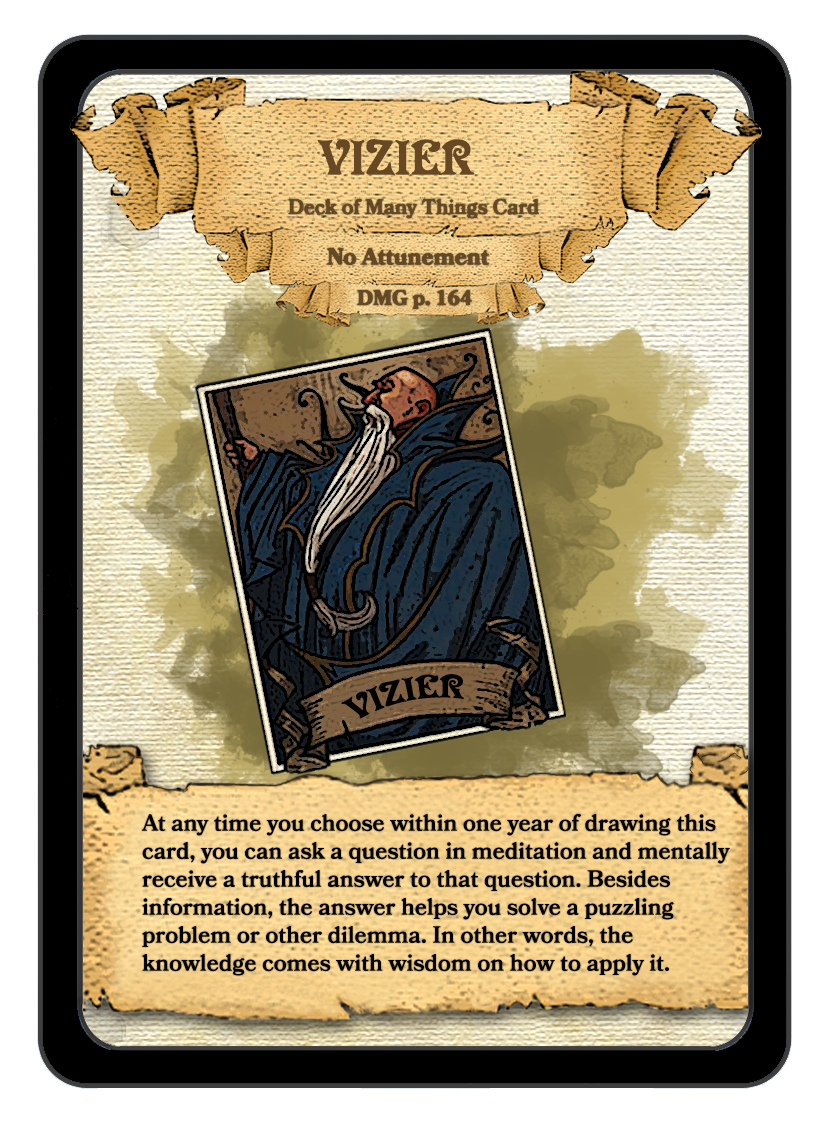 VIZIER
Deck of Many Things Card
No Attunement
DMG p. 164
VIZIER
At any time you choose within one year of drawing this
card, you can ask a question in meditation and mentally
receive a truthful answer to that question. Besides
information, the answer helps you solve a puzzling
problem or other dilemma. In other words, the
knowledge comes with wisdom on how to apply it.